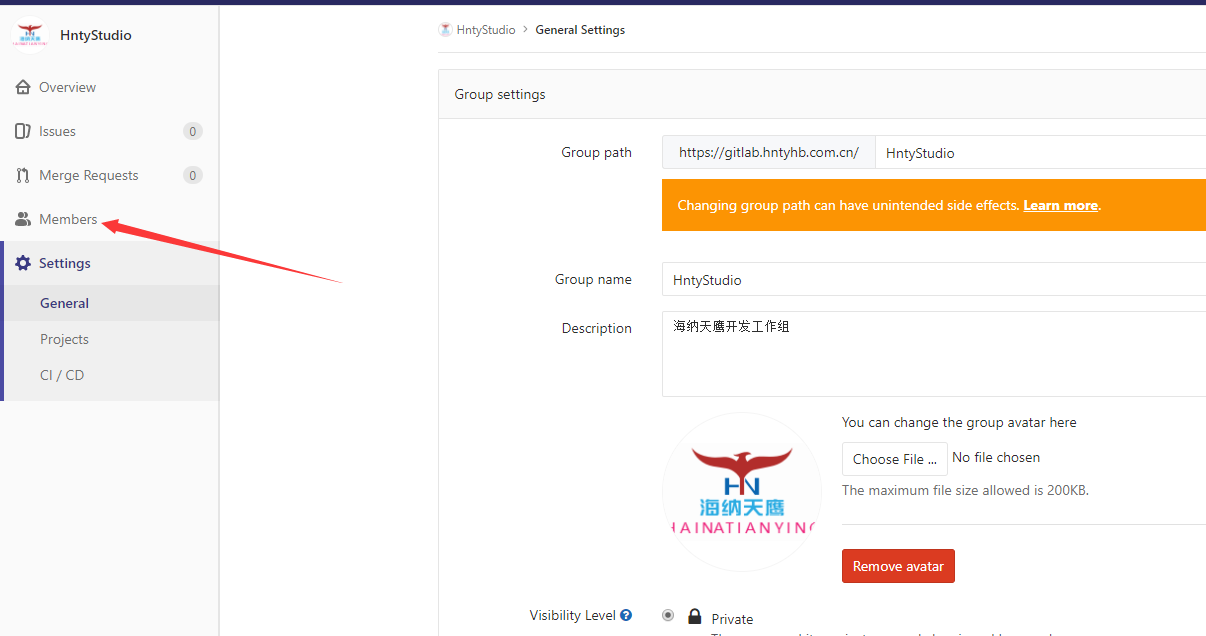 HntyStudio
Overview
Issues 0
Merge Requests 0
Members
Settings
General
Projects
CI / CD
HntyStudio > General Settings
Group settings
Group path https://gitlab.hntyhb.com.cn/ HntyStudio
Changing group path can have unintended side effects. Learn more.
Group name HntyStudio
Description 海纳天鹰开发工作组
HN
海纳天鹰
HAINATIANYING
You can change the group avatar here
Choose File ... No file chosen
The maximum file size allowed is 200KB.
Remove avatar
Visibility Level ? Private